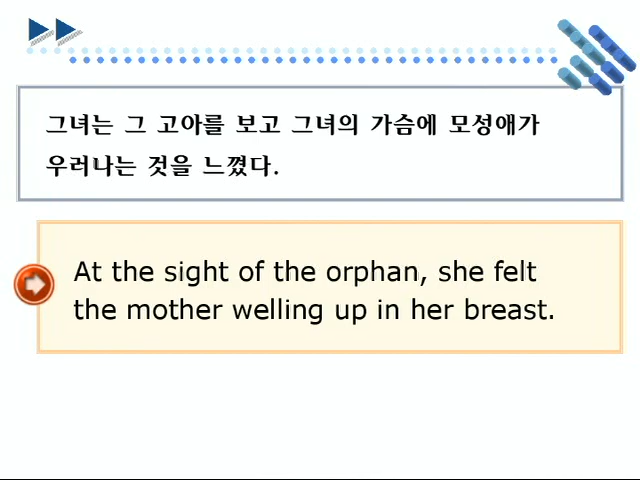 그녀는 그 고아를 보고 그녀의 가슴에 모성애가
우러나는 것을 느꼈다.
At the sight of the orphan, she felt
the mother welling up in her breast.